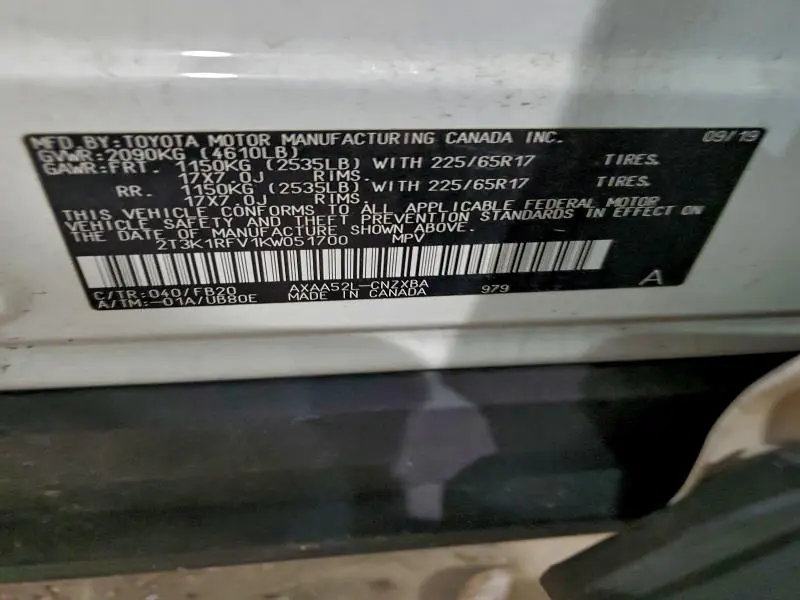 MFD. BY: TOYOTA MOTOR MANUFACTURING CANADA INC. 09/19
GVWR: 2090KG (4610LB)
GAWR: FRT. 1150KG (2535LB) WITH 225/65R17 TIRES.
17X7.0J RIMS.
RR. 1150KG (2535LB) WITH 225/65R17 TIRES.
17X7.0J RIMS.
THIS VEHICLE CONFORMS TO ALL APPLICABLE FEDERAL MOTOR
VEHICLE SAFETY AND THEFT PREVENTION STANDARDS IN EFFECT ON
THE DATE OF MANUFACTURE SHOWN ABOVE.
2T3K1RFV1KW051700 MPV
C/TR: 040/FB20 AXAA52L-CNZXBA 979 A
A/TM: -01A/UB80E MADE IN CANADA